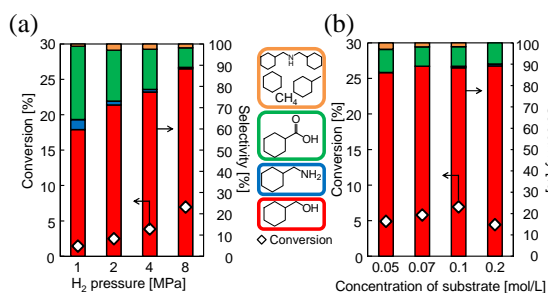 (a)
Conversion [%]
30
25
20
15
10
5
0
100
90
80
70
60
50
40
30
20
10
0
Selectivity [%]
1 2 4 8
H2 pressure [MPa]
H
N
CH4
O
OH
NH2
OH
Conversion
(b)
Conversion [%]
30
25
20
15
10
5
0
100
90
80
70
60
50
40
30
20
10
0
0.05 0.07 0.1 0.2
Concentration of substrate [mol/L]